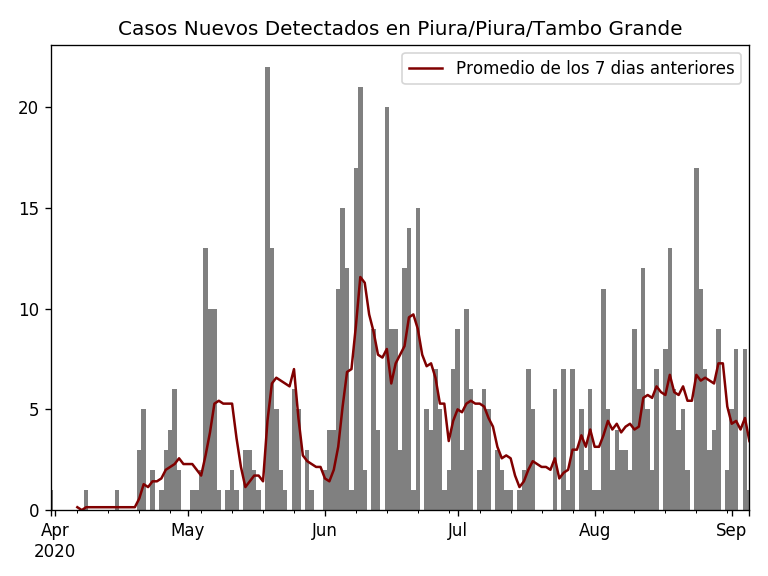 Casos Nuevos Detectados en Piura/Piura/Tambo Grande
Promedio de los 7 dias anteriores
20
15
10
5
0
Apr May Jun Jul Aug Sep
2020